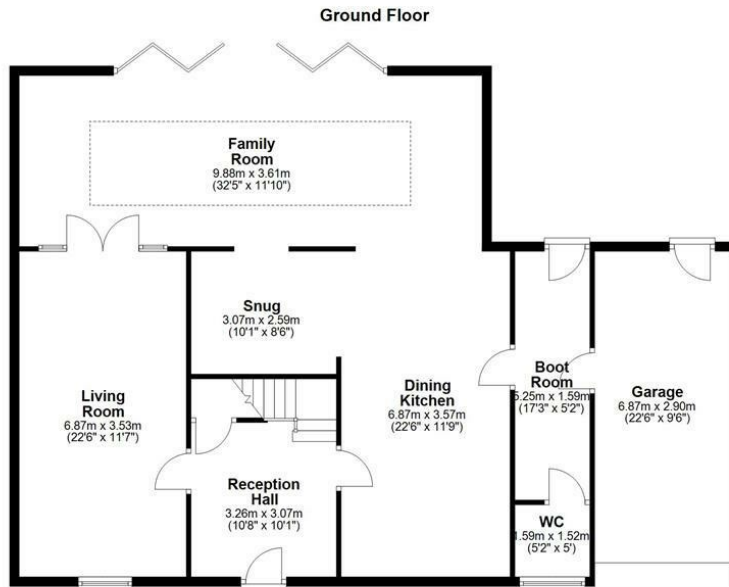 Ground Floor
Family
Room
9.88m x 3.61m
(32'5" x 11'10")
Snug
3.07m x 2.59m
(10'1" x 8'6")
Living
Room
6.87m x 3.53m
(22'6" x 11'7")
Dining
Kitchen
6.87m x 3.57m
(22'6" x 11'9")
Boot
Room
5.25m x 1.59m
(17'3" x 5'2")
Garage
6.87m x 2.90m
(22'6" x 9'6")
Reception
Hall
3.26m x 3.07m
(10'8" x 10'1")
WC
1.59m x 1.52m
(5'2" x 5')